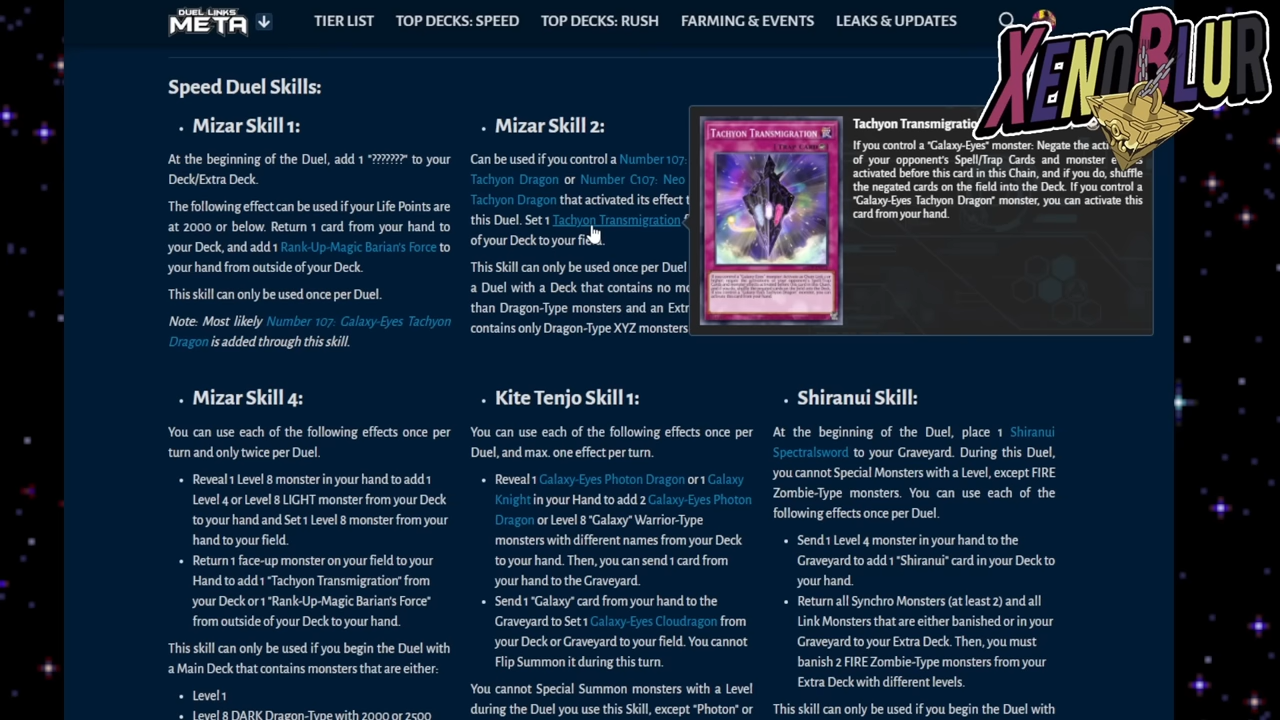 DUEL LINKS
META
TIER LIST
TOP DECKS: SPEED
TOP DECKS: RUSH
FARMING & EVENTS
LEAKS & UPDATES
XENOBLUR
Speed Duel Skills:
Mizar Skill 1:
At the beginning of the Duel, add 1 "???????" to your
Deck/Extra Deck.
The following effect can be used if your Life Points are
at 2000 or below. Return 1 card from your hand to
your Deck, and add 1 Rank-Up-Magic Barian's Force to
your hand from outside of your Deck.
This skill can only be used once per Duel.
Note: Most likely Number 107: Galaxy-Eyes Tachyon
Dragon is added through this skill.
Mizar Skill 2:
Can be used if you control a Number 107:
Tachyon Dragon or Number C107: Neo
Tachyon Dragon that activated its effect
this Duel. Set 1 Tachyon Transmigration
of your Deck to your field.
This Skill can only be used once per Duel
a Duel with a Deck that contains no
than Dragon-Type monsters and an
contains only Dragon-Type XYZ monsters
TACHYON TRANSMIGRATION
TRAP CARD
Tachyon Transmigratio
If you control a "Galaxy-Eyes" monster: Negate the
of your opponent's Spell/Trap Cards and monster
activated before this card in this Chain, and if you do, shuffle
the negated cards on the field into the Deck. If you control a
"Galaxy-Eyes Tachyon Dragon" monster, you can activate this
card from your hand.
Mizar Skill 4:
You can use each of the following effects once per
turn and only twice per Duel.
Reveal 1 Level 8 monster in your hand to add 1
Level 4 or Level 8 LIGHT monster from your Deck
to your hand and Set 1 Level 8 monster from your
hand to your field.
Return 1 face-up monster on your field to your
Hand to add 1 "Tachyon Transmigration" from
your Deck or 1 "Rank-Up-Magic Barian's Force"
from outside of your Deck to your hand.
This skill can only be used if you begin the Duel with
a Main Deck that contains monsters that are either:
Level 1
Level 8 DARK Dragon-Type with 2000 or 2500
Kite Tenjo Skill 1:
You can use each of the following effects once per
Duel, and max. one effect per turn.
Reveal 1 Galaxy-Eyes Photon Dragon or 1 Galaxy
Knight in your Hand to add 2 Galaxy-Eyes Photon
Dragon or Level 8 "Galaxy" Warrior-Type
monsters with different names from your Deck
to your hand. Then, you can send 1 card from
your hand to the Graveyard.
Send 1 "Galaxy" card from your hand to the
Graveyard to Set 1 Galaxy-Eyes Cloudragon from
your Deck or Graveyard to your field. You cannot
Flip Summon it during this turn.
You cannot Special Summon monsters with a Level
during the Duel you use this Skill, except "Photon" or
Shiranui Skill:
At the beginning of the Duel, place 1 Shiranui
Spectralsword to your Graveyard. During this Duel,
you cannot Special Monsters with a Level, except FIRE
Zombie-Type monsters. You can use each of the
following effects once per Duel.
Send 1 Level 4 monster in your hand to the
Graveyard to add 1 "Shiranui" card in your Deck to
your hand.
Return all Synchro Monsters (at least 2) and all
Link Monsters that are either banished or in your
Graveyard to your Extra Deck. Then, you must
banish 2 FIRE Zombie-Type monsters from your
Extra Deck with different levels.
This skill can only be used if you begin the Duel with